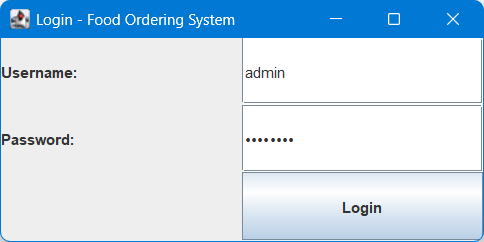 Login - Food Ordering System
Username: admin
Password: ••••••••
Login